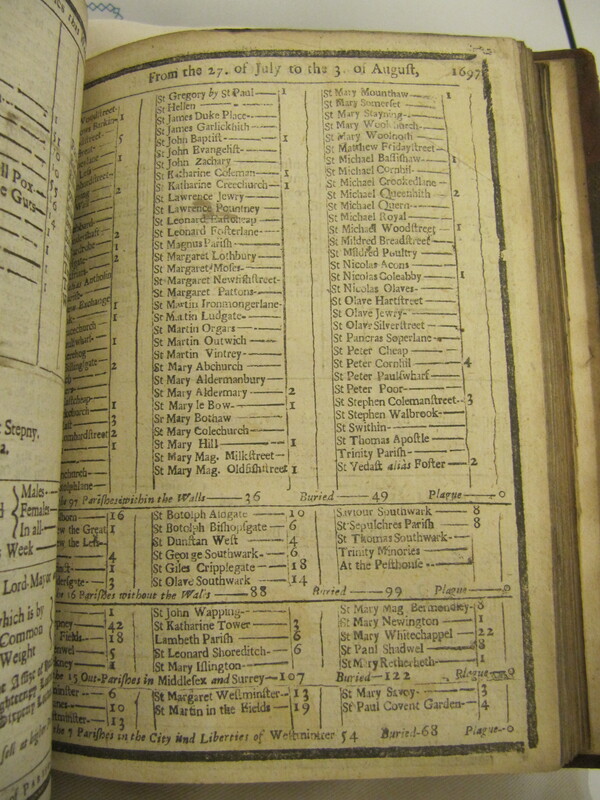 From the 27. of July to the 3. of August, 1697
St Gregory by St Paul— 1
St Hellen
St James Duke Place
St James Garlickhith
St John Baptist— 1
St John Evangelist
St John Zachary
St Katharine Coleman— 1
St Katharine Creechurch— 1
St Lawrence Jewry
St Lawrence Pountney
St Leonard Eastcheap
St Leonard Fosterlane
St Magnus Parish
St Margaret Lothbury
St Margaret Moses
St Margaret Newfishstreet
St Margaret Pattons
St Martin Ironmongerlane
St Martin Ludgate
St Martin Orgars
St Martin Outwich
St Martin Vintrey
St Mary Abchurch
St Mary Aldermanbury
St Mary Aldermary— 2
St Mary le Bow— 1
St Mary Bothaw
St Mary Colechurch
St Mary Hill— 1
St Mary Mag. Milkstreet
St Mary Mag. Oldfishstreet 1
St Mary Mounthaw— 1
St Mary Somerset
St Mary Stayning
St Mary Woolchurch
St Mary Woolnoth
St Matthew Fridaystreet
St Michael Bassishaw— 1
St Michael Cornhil
St Michael Crookedlane
St Michael Queenhith— 2
St Michael Quern
St Michael Royal
St Michael Woodstreet— 1
St Mildred Breadstreet
St Mildred Poultry
St Nicolas Acons
St Nicolas Coleabby— 1
St Nicolas Olaves
St Olave Hartstreet
St Olave Jewry
St Olave Silverstreet
St Pancras Soperlane
St Peter Cheap
St Peter Cornhil— 4
St Peter Paulswharf
St Peter Poor
St Stephen Colemanstreet— 3
St Stephen Walbrook
St Swithin
St Thomas Apostle
Trinity Parish
St Vedast alias Foster— 2
the 97 Parishes within the Walls— 36 Buried— 49 Plague— 0
St Botolph Aldgate— 10
St Botolph Bishopsgate— 6
St Dunstan West— 4
St George Southwark— 6
St Giles Cripplegate— 18
St Olave Southwark— 14
Saviour Southwark— 8
St Sepulchres Parish— 8
St Thomas Southwark
Trinity Minories
At the Pesthouse
16 Parishes without the Walls— 88 Buried— 99 Plague— 0
St John Wapping
St Katharine Tower
Lambeth Parish— 6
St Leonard Shoreditch— 6
St Mary Islington
St Mary Mag Bermondsey— 8
St Mary Newington— 1
St Mary Whitechappel— 22
St Paul Shadwel— 8
St Mary Retherheth— 1
the 15 Out-Parishes in Middlesex and Surrey— 107 Buried— 122 Plague— 0
St Margaret Westminster— 13
St Martin in the Fields— 19
St Mary Savoy— 3
St Paul Covent Garden— 4
the 7 Parishes in the City and Liberties of Westminster 54 Buried— 68 Plague— 0
Stepny,
Males
Females
In all
Week
Lord Mayor
which is by
Common
Weight